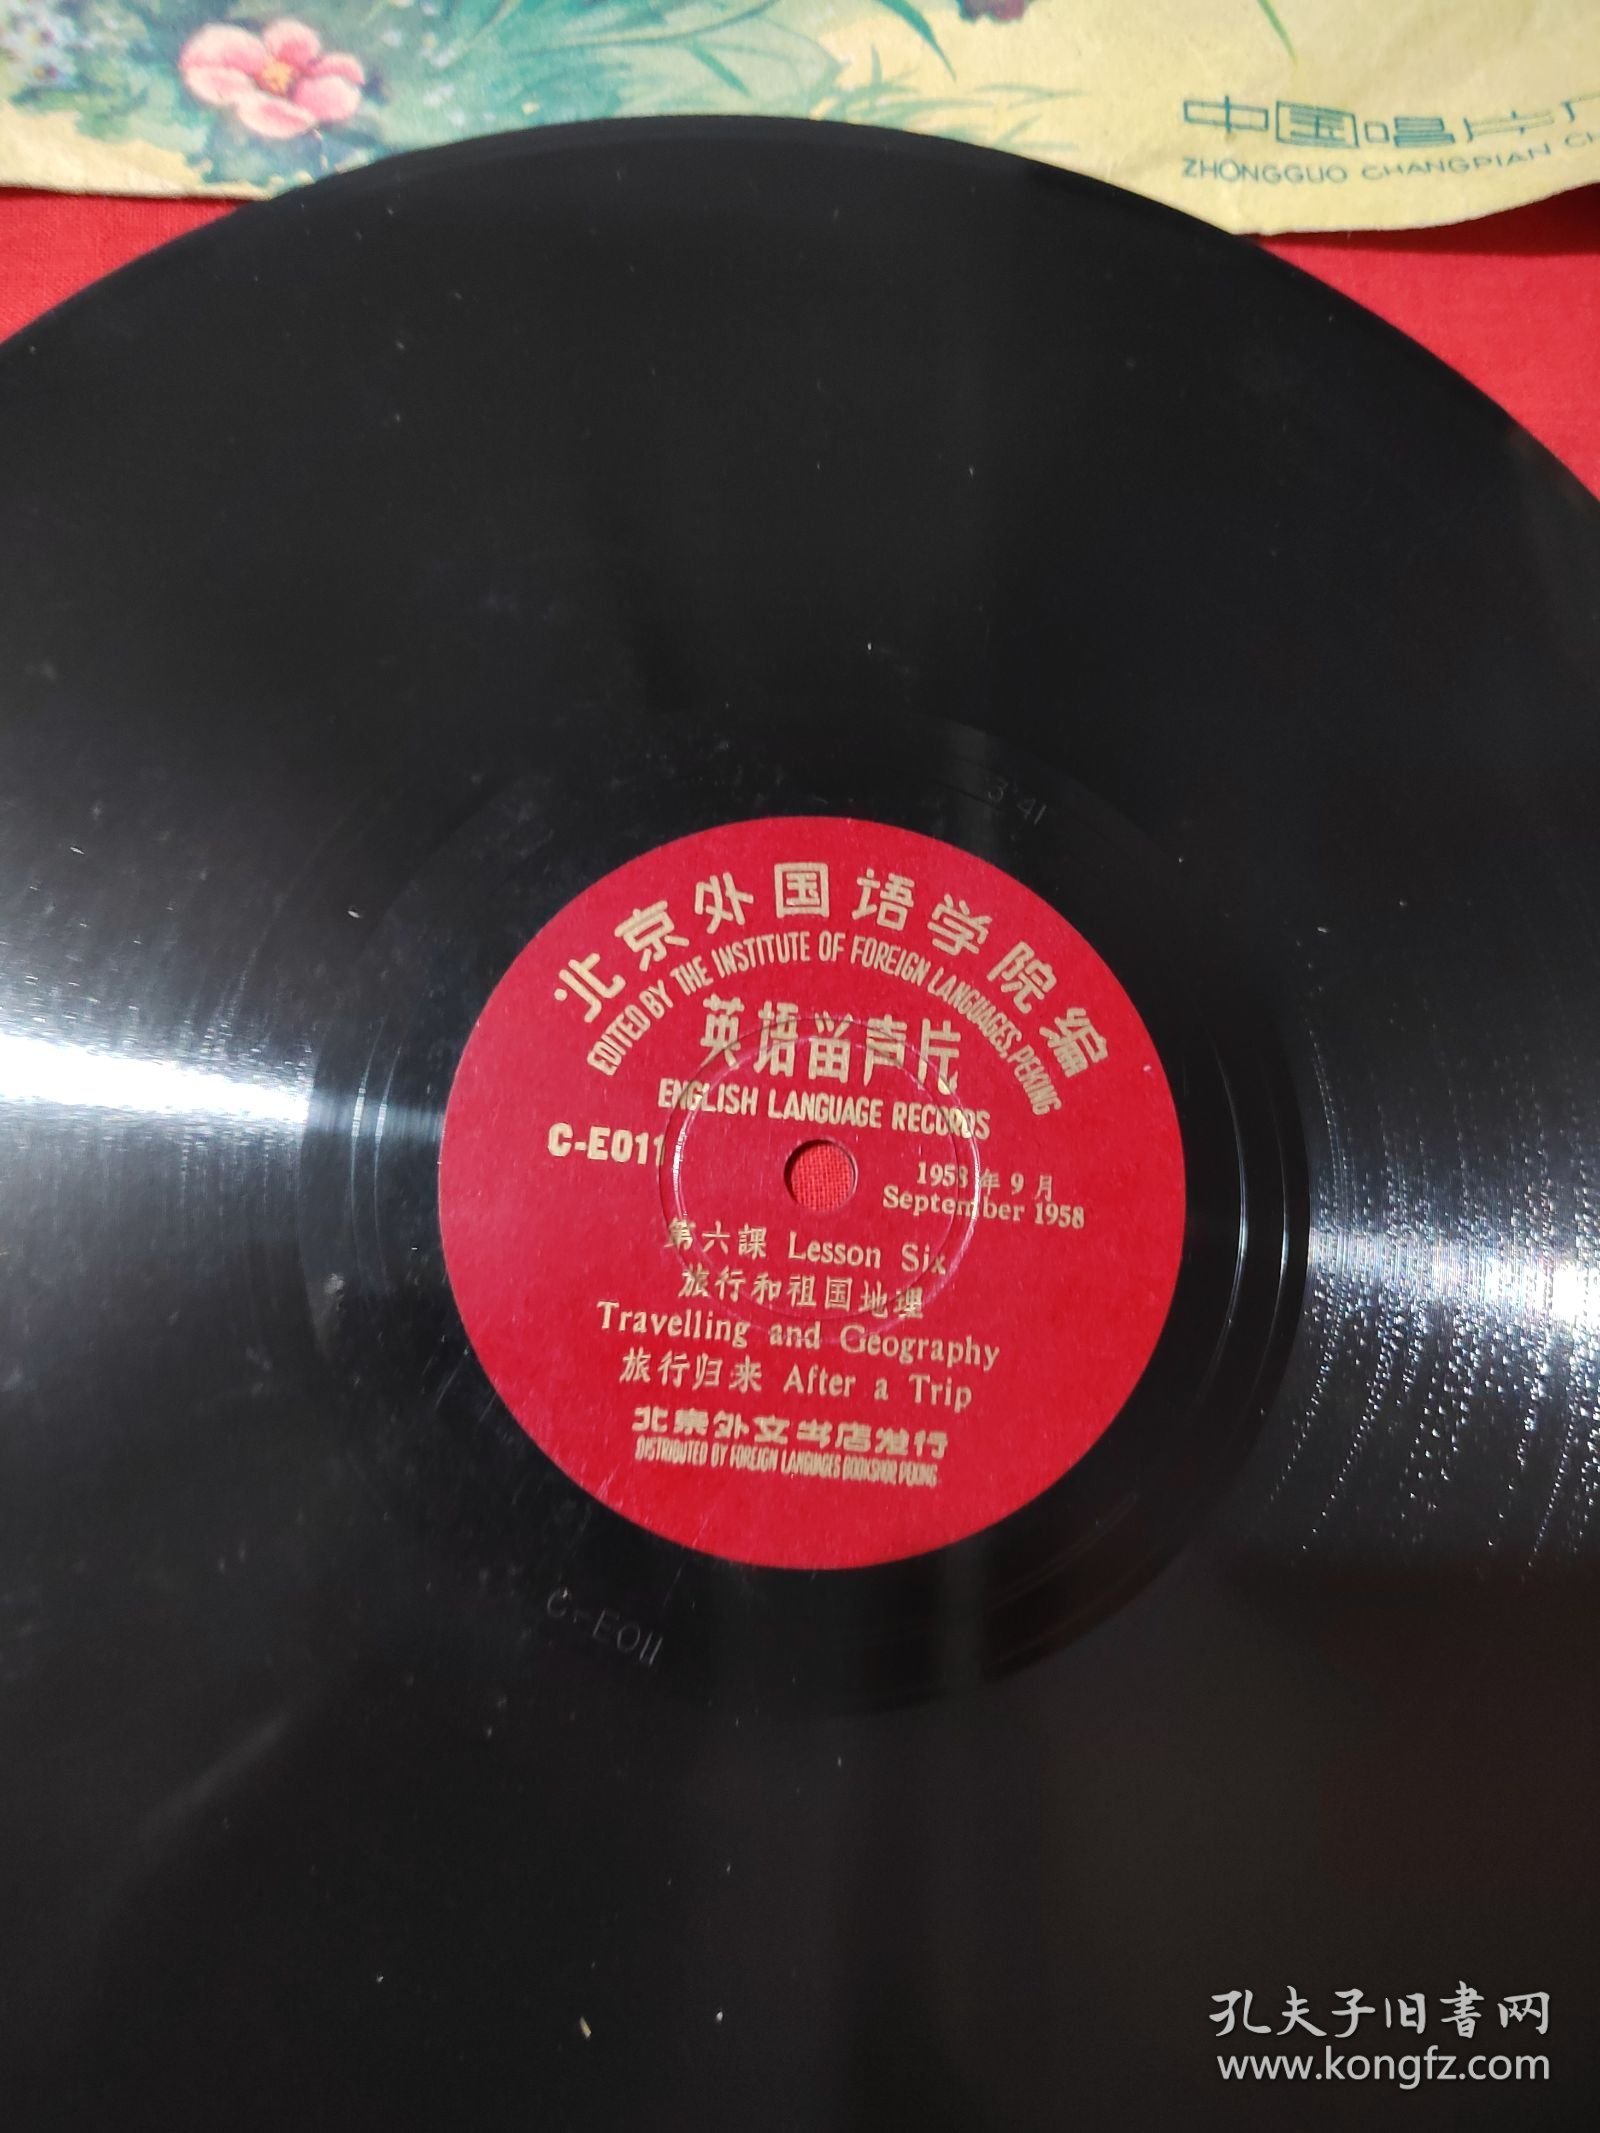 中国唱片
ZHONGGUO CHANGPIAN
3'41
北京外国语学院编
EDITED BY THE INSTITUTE OF FOREIGN LANGUAGES, PEKING
英语留声片
ENGLISH LANGUAGE RECORDS
C-E011
1958年9月
September 1958
第六課 Lesson Six
旅行和祖国地理
Travelling and Geography
旅行归来 After a Trip
北京外文书店发行
DISTRIBUTED BY FOREIGN LANGUAGES BOOKSHOP, PEKING
C-E011
孔夫子旧書网
www.kongfz.com